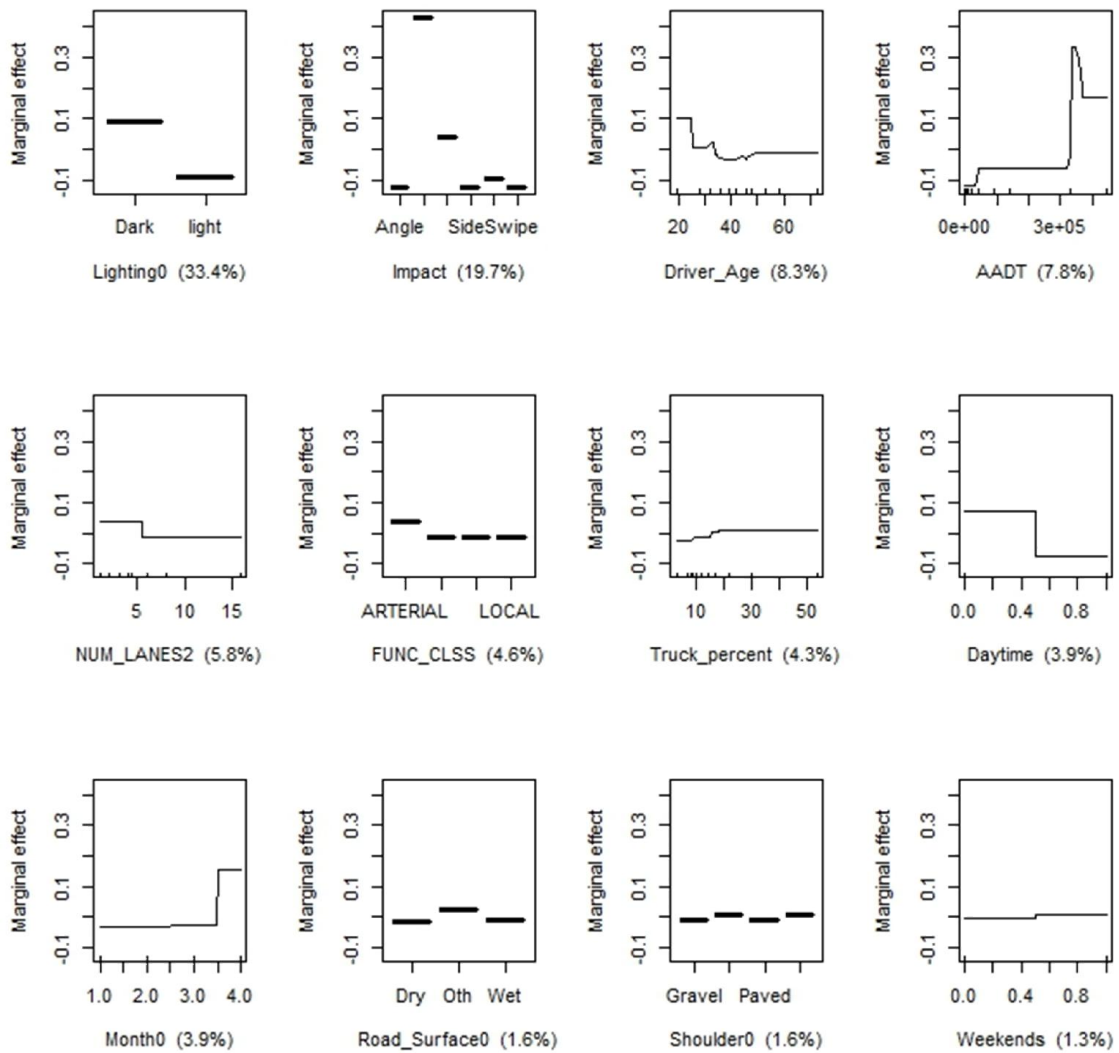 Marginal effect
-0.1 0.1 0.3
Dark light
Lighting0 (33.4%)
Marginal effect
-0.1 0.1 0.3
Angle SideSwipe
Impact (19.7%)
Marginal effect
-0.1 0.1 0.3
20 40 60
Driver_Age (8.3%)
Marginal effect
-0.1 0.1 0.3
0e+00 3e+05
AADT (7.8%)
Marginal effect
-0.1 0.1 0.3
5 10 15
NUM_LANES2 (5.8%)
Marginal effect
-0.1 0.1 0.3
ARTERIAL LOCAL
FUNC_CLSS (4.6%)
Marginal effect
-0.1 0.1 0.3
10 30 50
Truck_percent (4.3%)
Marginal effect
-0.1 0.1 0.3
0.0 0.4 0.8
Daytime (3.9%)
Marginal effect
-0.1 0.1 0.3
1.0 2.0 3.0 4.0
Month0 (3.9%)
Marginal effect
-0.1 0.1 0.3
Dry Oth Wet
Road_Surface0 (1.6%)
Marginal effect
-0.1 0.1 0.3
Gravel Paved
Shoulder0 (1.6%)
Marginal effect
-0.1 0.1 0.3
0.0 0.4 0.8
Weekends (1.3%)